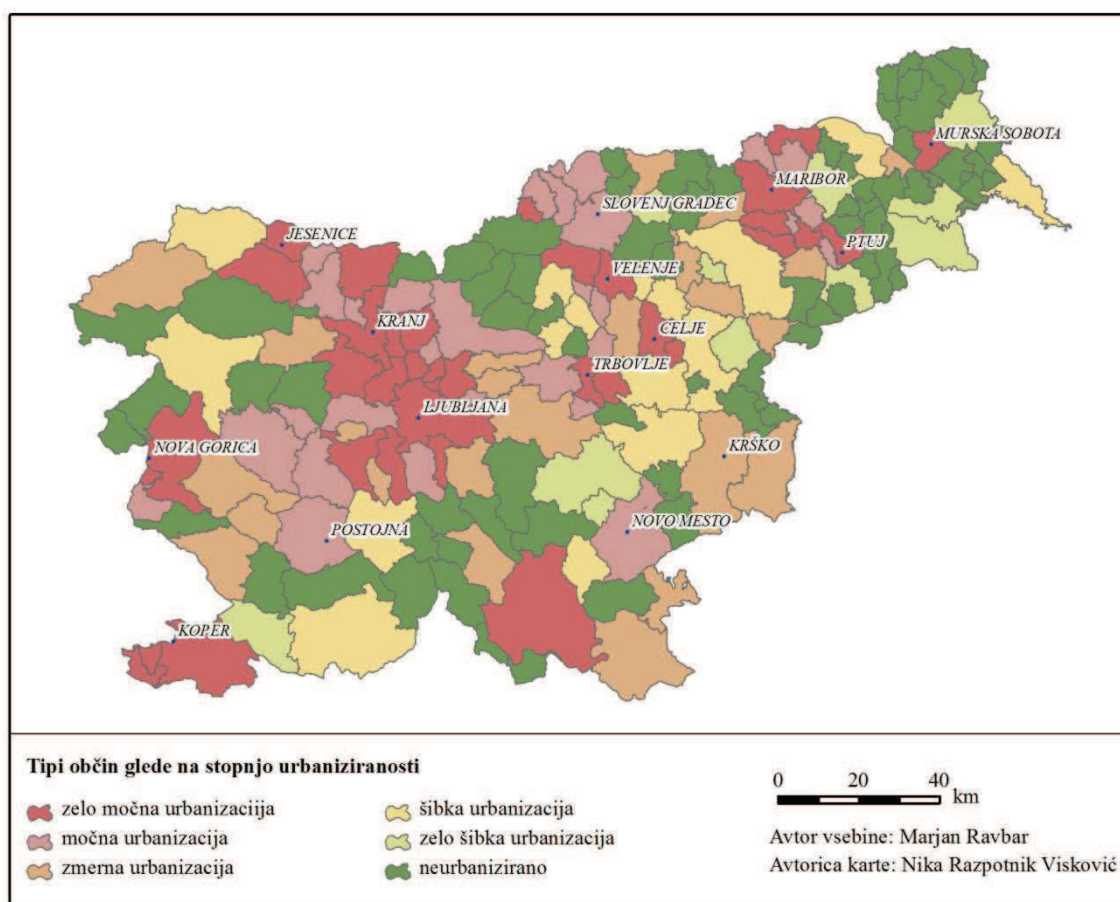 MURSKA SOBOTA
MARIBOR
SLOVENJ GRADEC
JESENICE
PTUJ
VELENJE
KRANJ
CELJE
TRBOVLJE
LJUBLJANA
NOVA GORICA
KRŠKO
POSTOJNA
NOVO MESTO
KOPER
Tipi občin glede na stopnjo urbaniziranosti
zelo močna urbanizaciija
močna urbanizacija
zmerna urbanizacija
šibka urbanizacija
zelo šibka urbanizacija
neurbanizirano
0 20 40
km
Avtor vsebine: Marjan Ravbar
Avtorica karte: Nika Razpotnik Visković